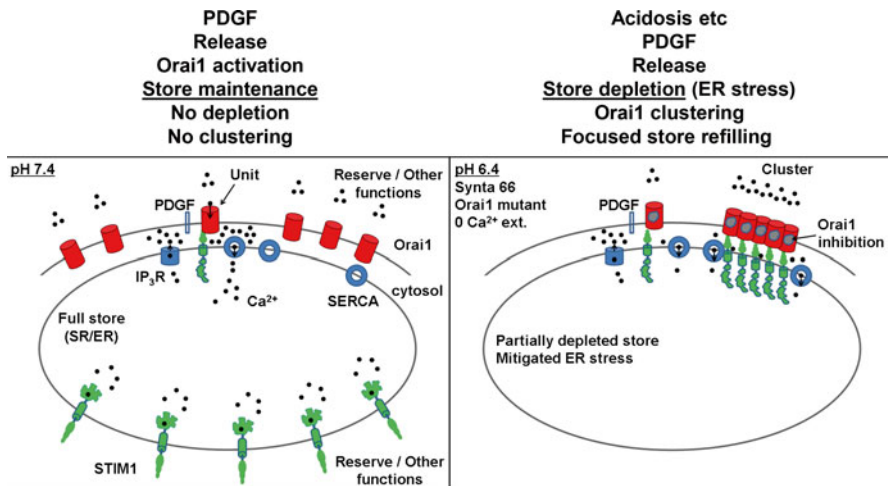 PDGF
Release
Orai1 activation
Store maintenance
No depletion
No clustering
Acidosis etc
PDGF
Release
Store depletion (ER stress)
Orai1 clustering
Focused store refilling
pH 7.4
Unit
Reserve / Other
functions
PDGF
Orai1
IP₃R
Ca²⁺
SERCA
cytosol
Full store
(SR/ER)
STIM1
Reserve / Other
functions
pH 6.4
Synta 66
Orai1 mutant
0 Ca²⁺ ext.
Cluster
PDGF
Orai1
inhibition
Partially depleted store
Mitigated ER stress